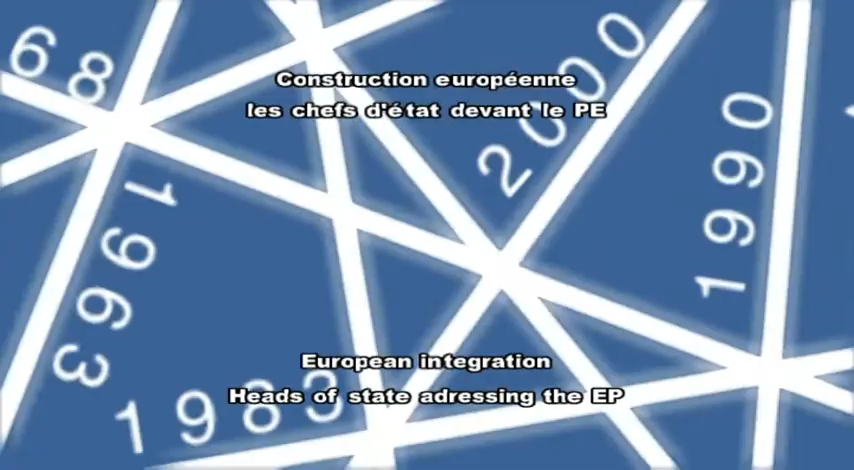 68
2000
1990
Construction européenne
les chefs d'état devant le PE
1963
European integration
Heads of state adressing the EP
1983